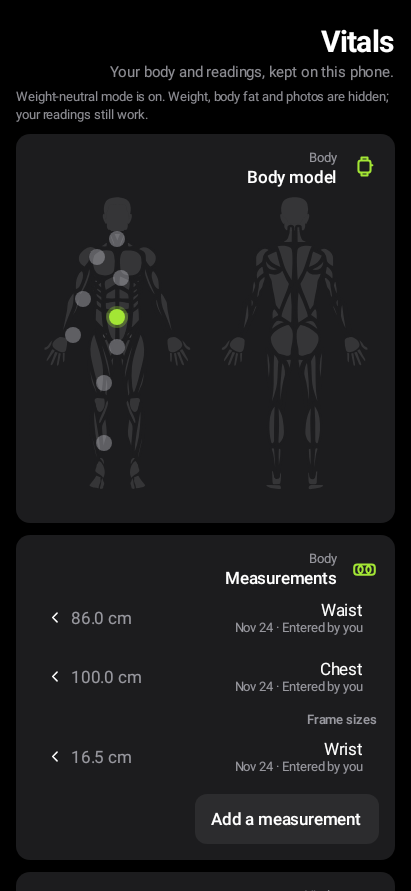 Vitals
Your body and readings, kept on this phone.
Weight-neutral mode is on. Weight, body fat and photos are hidden;
your readings still work.
Body
Body model
Body
Measurements
Waist
86.0 cm
Nov 24 · Entered by you
Chest
100.0 cm
Nov 24 · Entered by you
Frame sizes
Wrist
16.5 cm
Nov 24 · Entered by you
Add a measurement